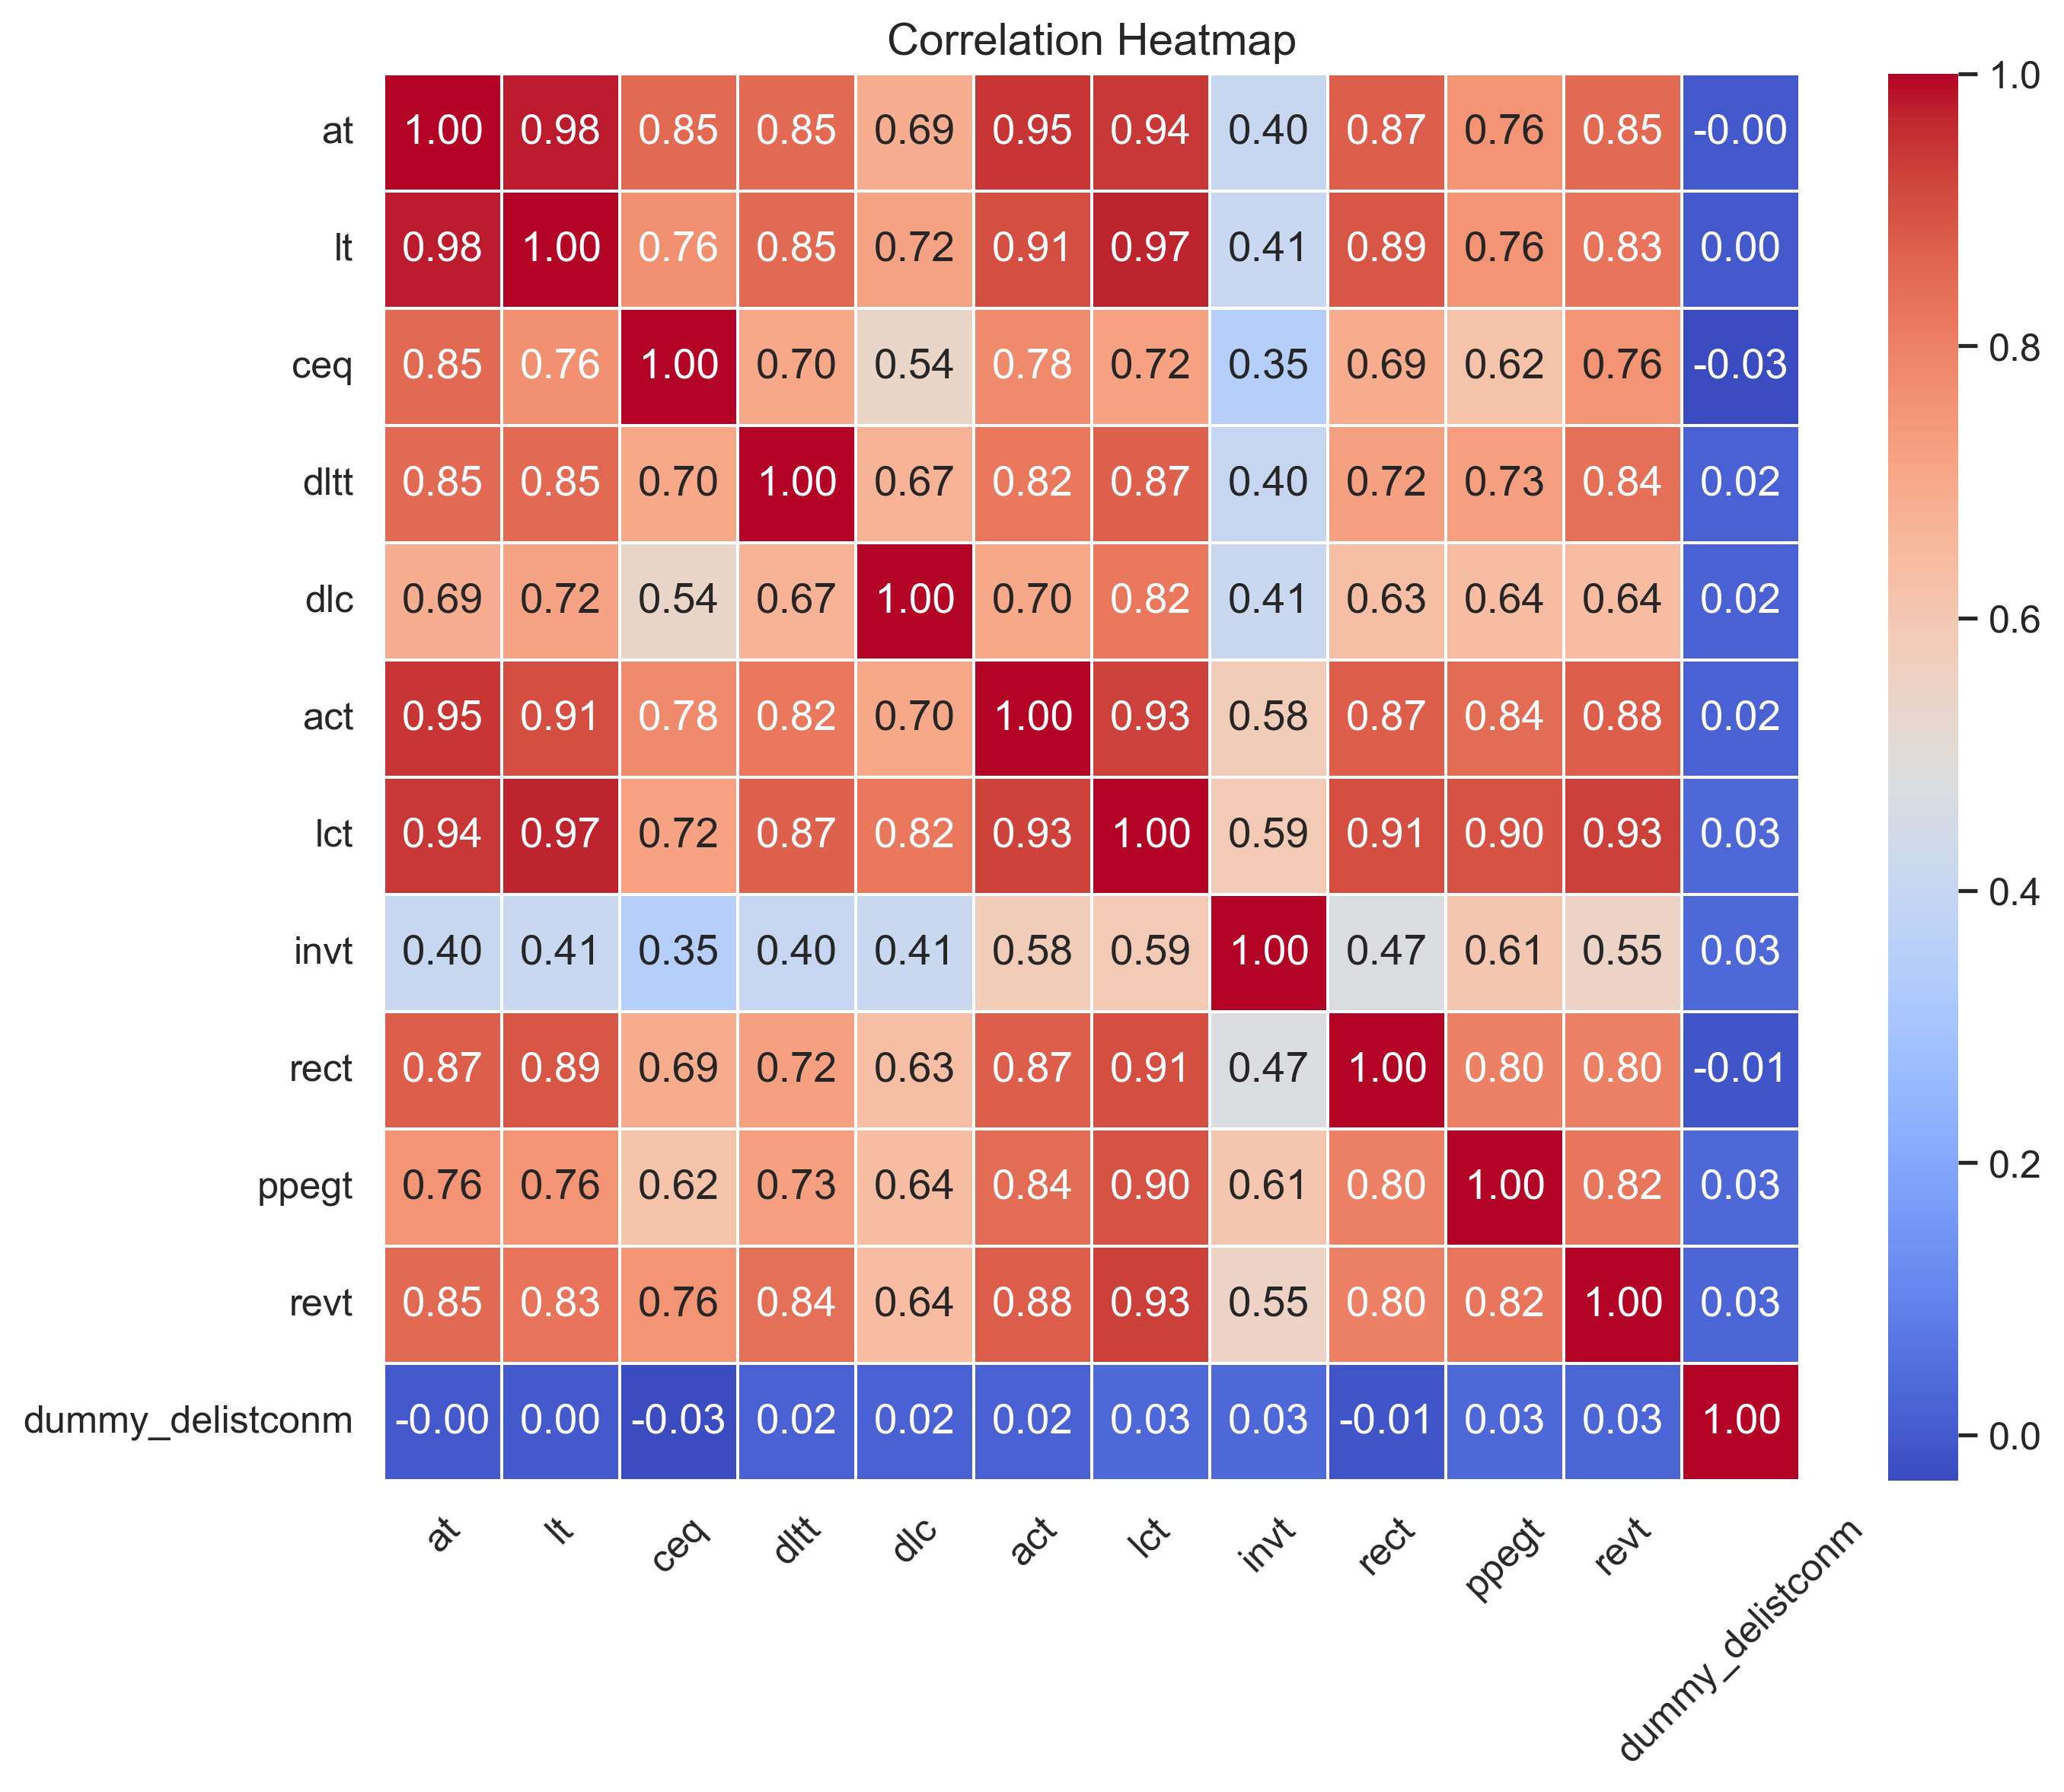 Correlation Heatmap
at 1.00 0.98 0.85 0.85 0.69 0.95 0.94 0.40 0.87 0.76 0.85 -0.00
lt 0.98 1.00 0.76 0.85 0.72 0.91 0.97 0.41 0.89 0.76 0.83 0.00
ceq 0.85 0.76 1.00 0.70 0.54 0.78 0.72 0.35 0.69 0.62 0.76 -0.03
dltt 0.85 0.85 0.70 1.00 0.67 0.82 0.87 0.40 0.72 0.73 0.84 0.02
dlc 0.69 0.72 0.54 0.67 1.00 0.70 0.82 0.41 0.63 0.64 0.64 0.02
act 0.95 0.91 0.78 0.82 0.70 1.00 0.93 0.58 0.87 0.84 0.88 0.02
lct 0.94 0.97 0.72 0.87 0.82 0.93 1.00 0.59 0.91 0.90 0.93 0.03
invt 0.40 0.41 0.35 0.40 0.41 0.58 0.59 1.00 0.47 0.61 0.55 0.03
rect 0.87 0.89 0.69 0.72 0.63 0.87 0.91 0.47 1.00 0.80 0.80 -0.01
ppegt 0.76 0.76 0.62 0.73 0.64 0.84 0.90 0.61 0.80 1.00 0.82 0.03
revt 0.85 0.83 0.76 0.84 0.64 0.88 0.93 0.55 0.80 0.82 1.00 0.03
dummy_delistconm -0.00 0.00 -0.03 0.02 0.02 0.02 0.03 0.03 -0.01 0.03 0.03 1.00
at lt ceq dltt dlc act lct invt rect ppegt revt dummy_delistconm
1.0
0.8
0.6
0.4
0.2
0.0